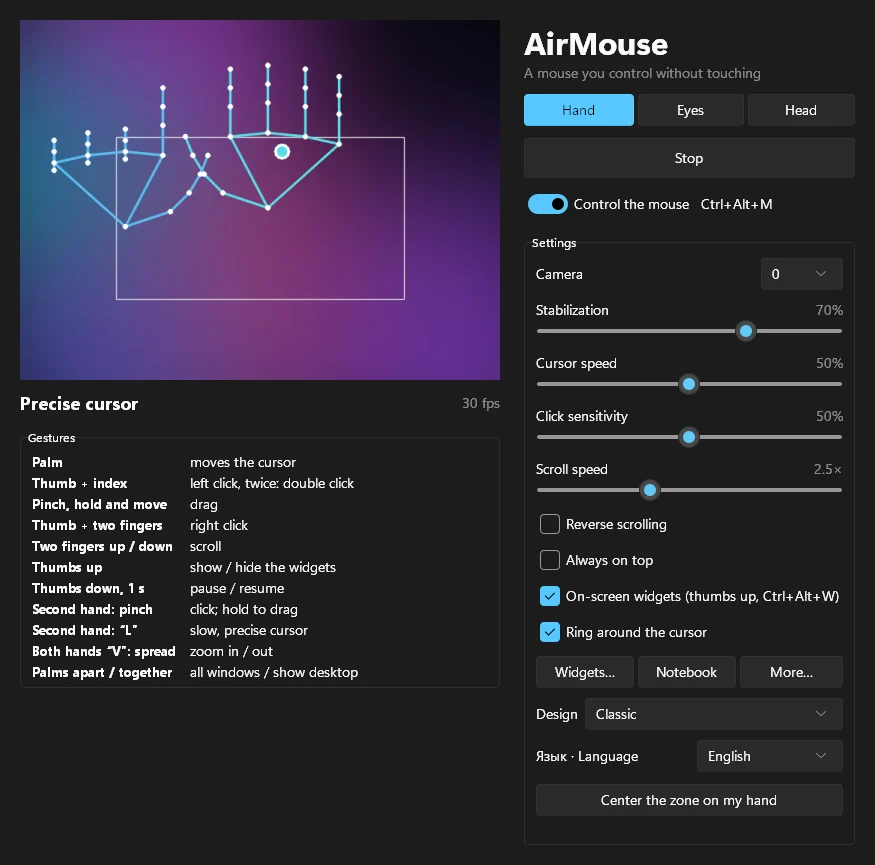 AirMouse
A mouse you control without touching
Hand Eyes Head
Stop
Control the mouse Ctrl+Alt+M
Settings
Camera 0
Stabilization 70%
Cursor speed 50%
Click sensitivity 50%
Scroll speed 2.5×
Reverse scrolling
Always on top
On-screen widgets (thumbs up, Ctrl+Alt+W)
Ring around the cursor
Widgets... Notebook More...
Design Classic
Язык · Language English
Center the zone on my hand
Precise cursor 30 fps
Gestures
Palm moves the cursor
Thumb + index left click, twice: double click
Pinch, hold and move drag
Thumb + two fingers right click
Two fingers up / down scroll
Thumbs up show / hide the widgets
Thumbs down, 1 s pause / resume
Second hand: pinch click; hold to drag
Second hand: “L” slow, precise cursor
Both hands “V”: spread zoom in / out
Palms apart / together all windows / show desktop